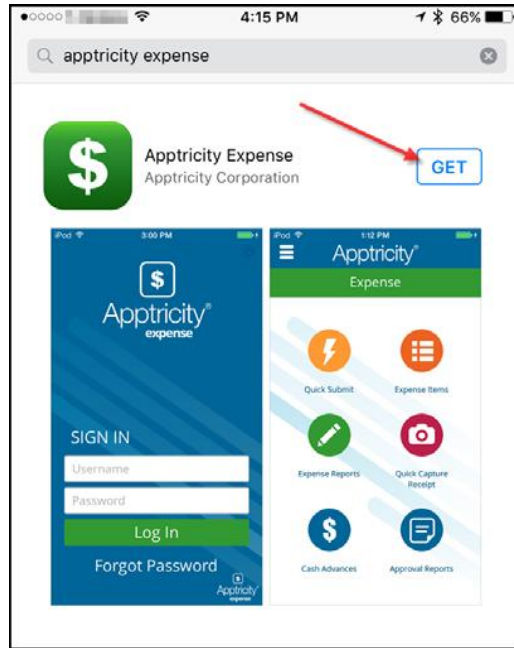 4:15 PM 66%
apptricity expense
$ Apptricity Expense
Apptricity Corporation
GET
iPod 3:00 PM
$
Apptricity®
expense
SIGN IN
Username
Password
Log In
Forgot Password
$
Apptricity
expense
iPod 1:12 PM
Apptricity®
Expense
Quick Submit Expense Items
Expense Reports Quick Capture
Receipt
$
Cash Advances Approval Reports